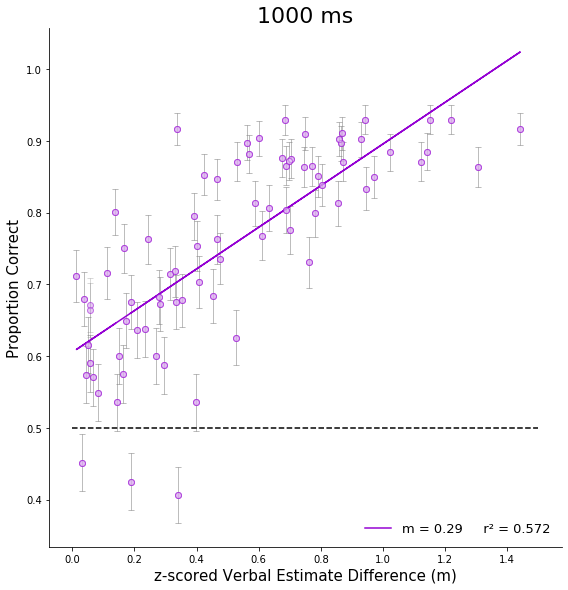 1000 ms
Proportion Correct
1.0
0.9
0.8
0.7
0.6
0.5
0.4
m = 0.29 r² = 0.572
0.0 0.2 0.4 0.6 0.8 1.0 1.2 1.4
z-scored Verbal Estimate Difference (m)